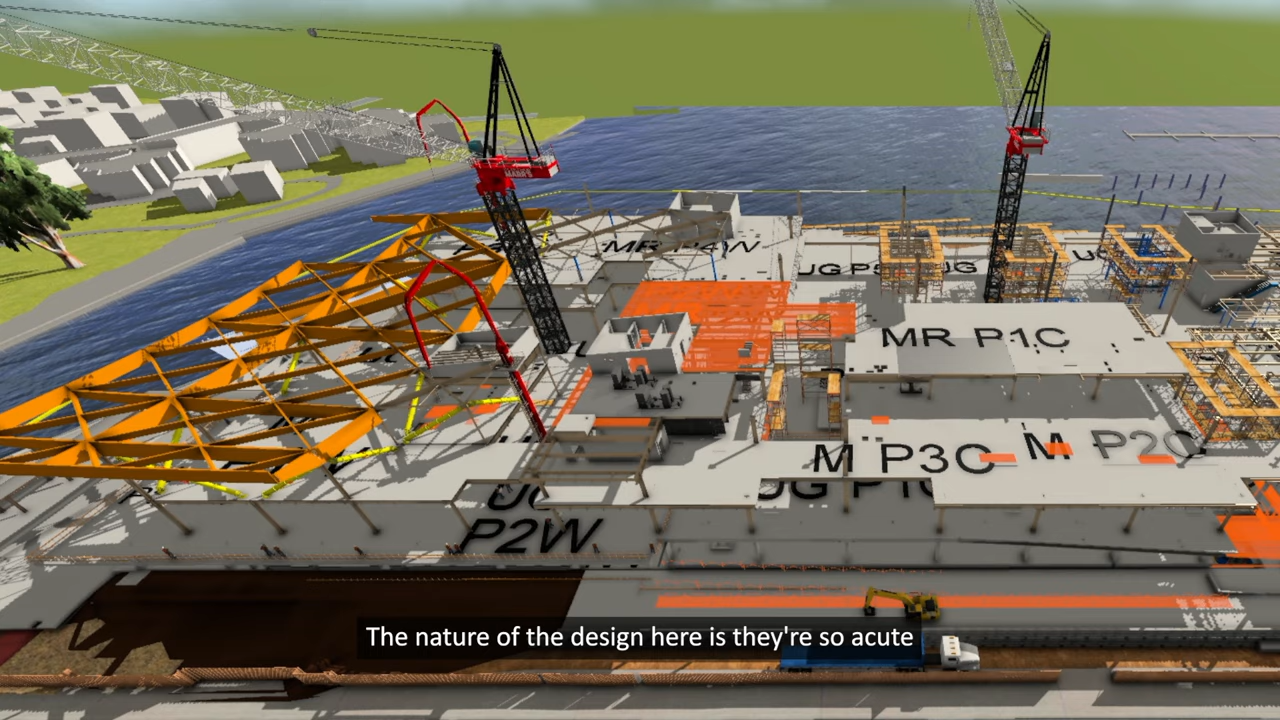 MR P4W
UG P
UG
UG
MR P1C
M P3C
M P2C
UG P1C
UG
P2W
The nature of the design here is they're so acute